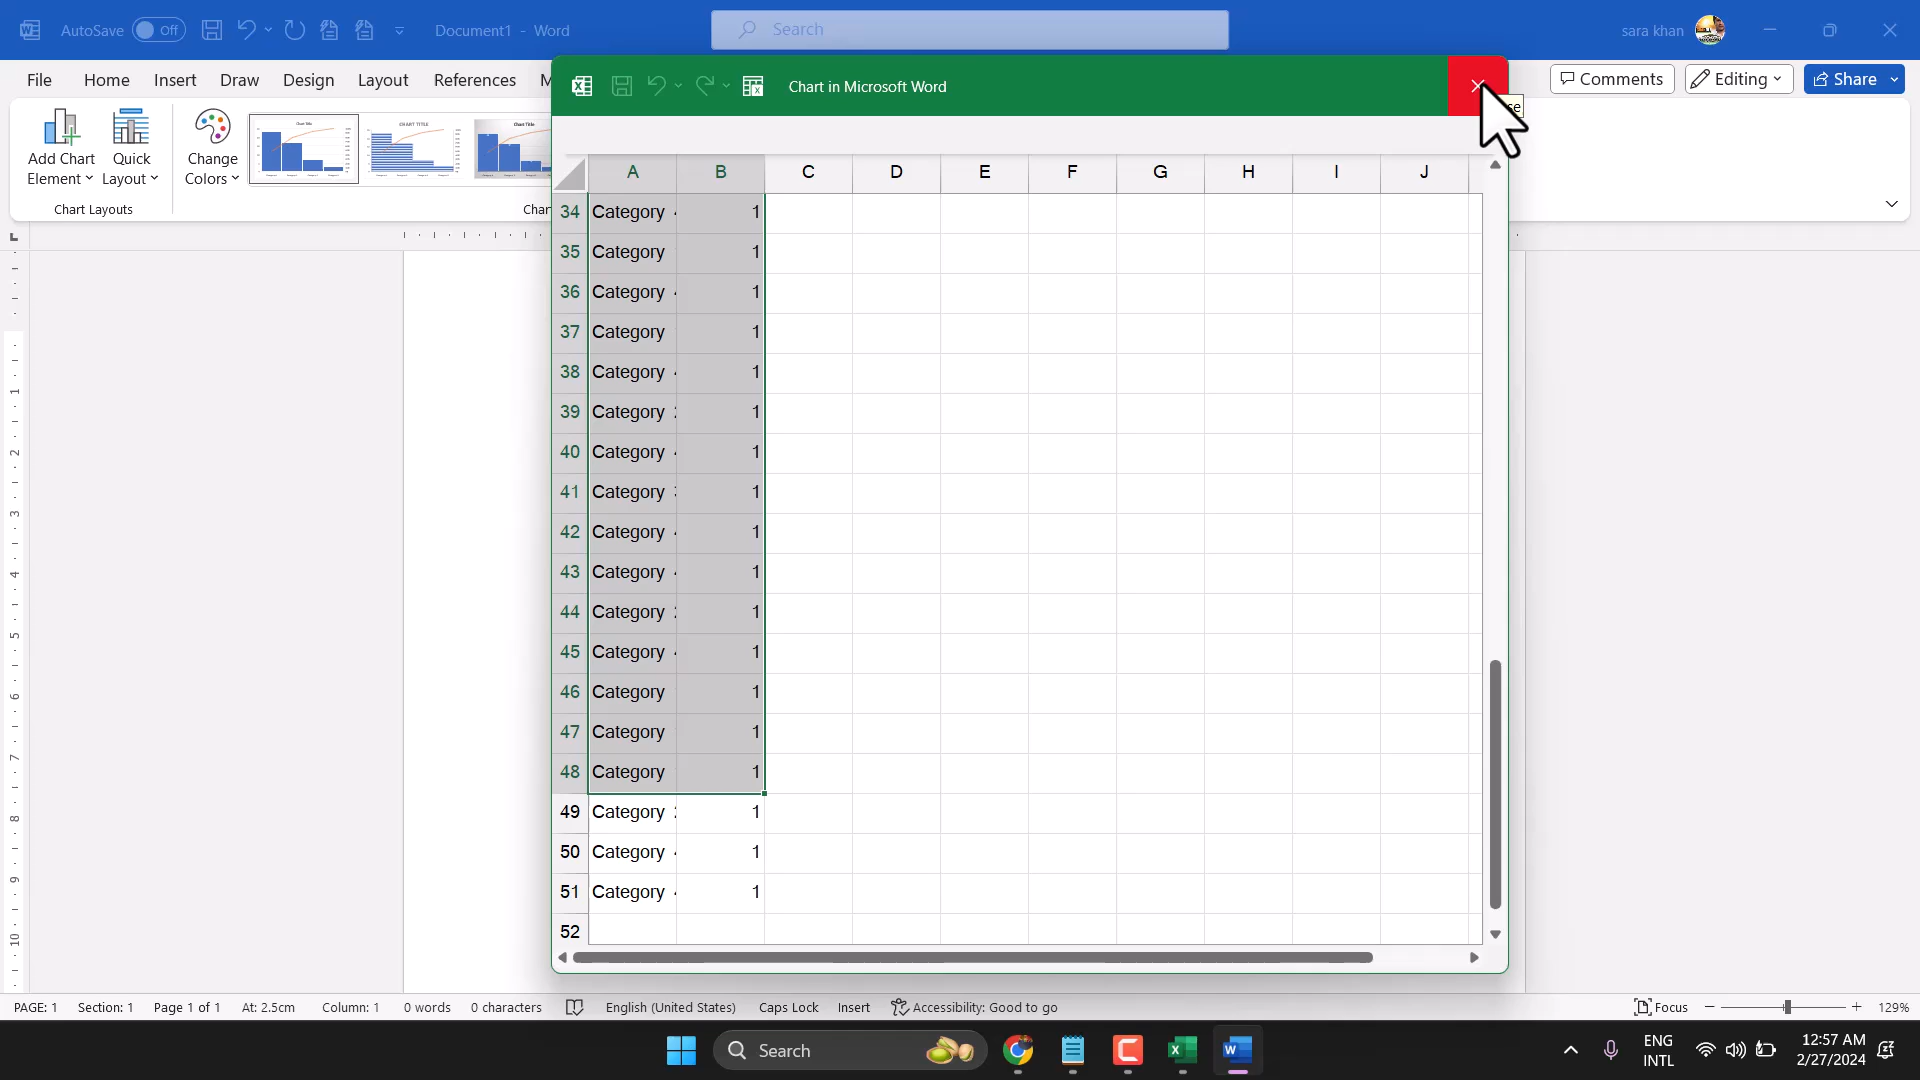 AutoSave Off Document1 - Word Search sara khan
File Home Insert Draw Design Layout References
Comments Editing Share
Add Chart Element
Quick Layout
Change Colors
Chart Layouts
Chart in Microsoft Word
A B C D E F G H I J
34 Category 1
35 Category 1
36 Category 1
37 Category 1
38 Category 1
39 Category 1
40 Category 1
41 Category 1
42 Category 1
43 Category 1
44 Category 1
45 Category 1
46 Category 1
47 Category 1
48 Category 1
49 Category 1
50 Category 1
51 Category 1
52
PAGE: 1 Section: 1 Page 1 of 1 At: 2.5cm Column: 1 0 words 0 characters English (United States) Caps Lock Insert Accessibility: Good to go Focus 129%
Search
ENG
INTL
12:57 AM
2/27/2024